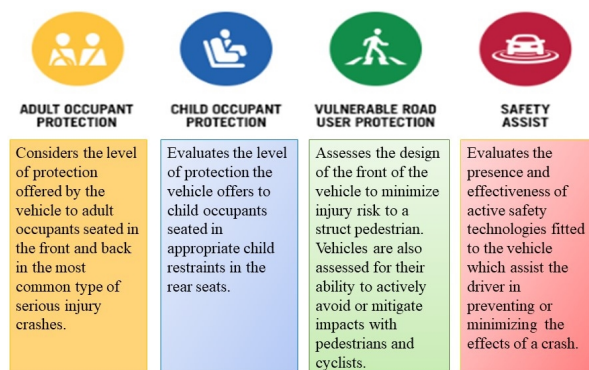 ADULT OCCUPANT
PROTECTION
Considers the level
of protection
offered by the
vehicle to adult
occupants seated in
the front and back
in the most
common type of
serious injury
crashes.
CHILD OCCUPANT
PROTECTION
Evaluates the level
of protection the
vehicle offers to
child occupants
seated in
appropriate child
restraints in the
rear seats.
VULNERABLE ROAD
USER PROTECTION
Assesses the design
of the front of the
vehicle to minimize
injury risk to a
struct pedestrian.
Vehicles are also
assessed for their
ability to actively
avoid or mitigate
impacts with
pedestrians and
cyclists.
SAFETY
ASSIST
Evaluates the
presence and
effectiveness of
active safety
technologies fitted
to the vehicle
which assist the
driver in
preventing or
minimizing the
effects of a crash.